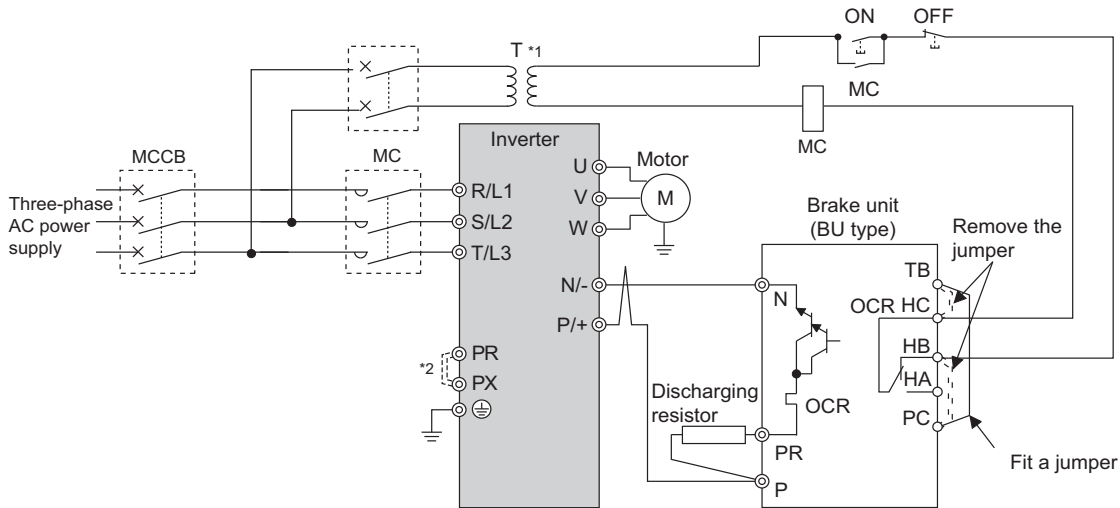 ON
OFF
T *1
MC
MC
Inverter
MCCB
MC
Three-phase
AC power
supply
R/L1
S/L2
T/L3
U
V
W
Motor
M
N/-
P/+
PR
PX
*2
Brake unit
(BU type)
Remove the
jumper
TB
N
OCR
HC
HB
HA
PC
OCR
Discharging
resistor
PR
P
Fit a jumper